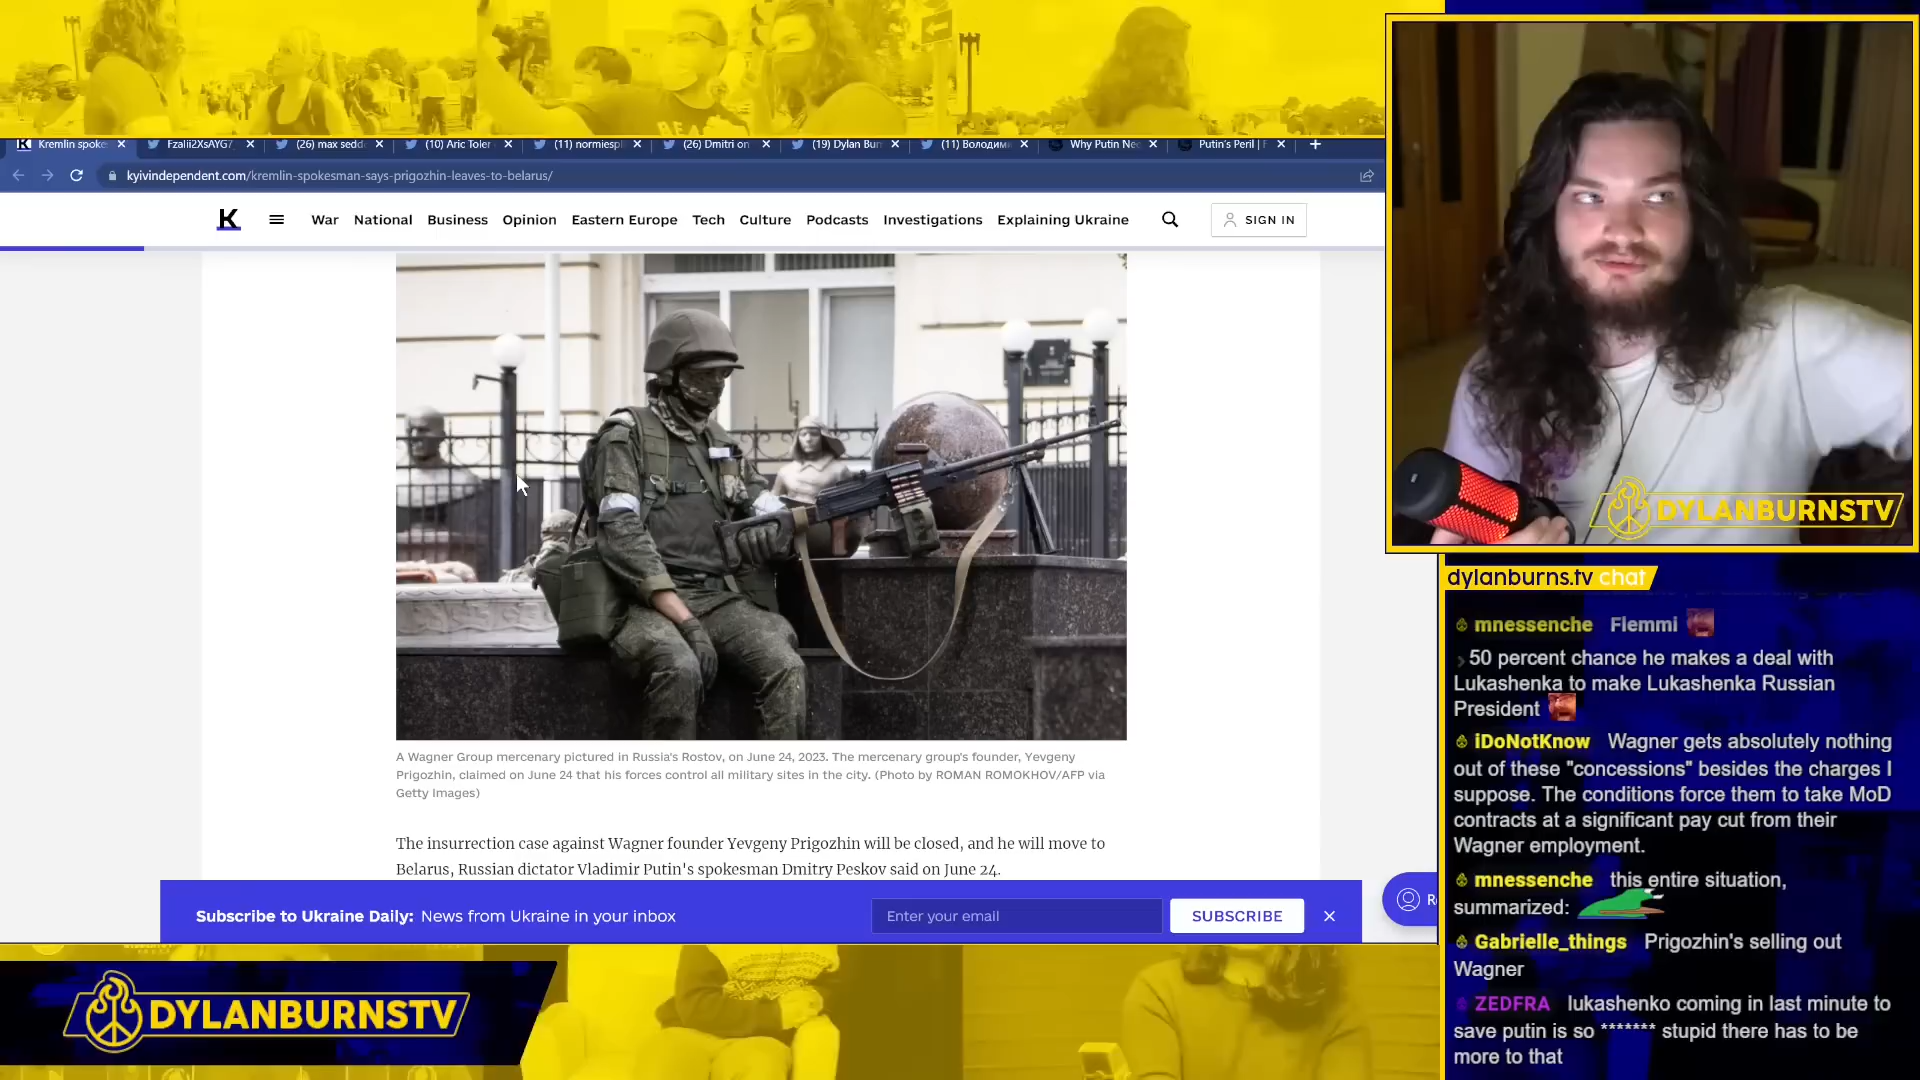 Kremlin spoke
FzaIii2XsAYG7
(26) max sedd
(10) Aric Toler
(11) normiespl
(26) Dmitri on
(19) Dylan Bur
(11) Володим
Why Putin Nee
Putin's Peril | F
kyivindependent.com/kremlin-spokesman-says-prigozhin-leaves-to-belarus/
K War National Business Opinion Eastern Europe Tech Culture Podcasts Investigations Explaining Ukraine SIGN IN
A Wagner Group mercenary pictured in Russia's Rostov, on June 24, 2023. The mercenary group's founder, Yevgeny
Prigozhin, claimed on June 24 that his forces control all military sites in the city. (Photo by ROMAN ROMOKHOV/AFP via
Getty Images)
The insurrection case against Wagner founder Yevgeny Prigozhin will be closed, and he will move to
Belarus, Russian dictator Vladimir Putin's spokesman Dmitry Peskov said on June 24.
Subscribe to Ukraine Daily: News from Ukraine in your inbox
Enter your email
SUBSCRIBE
DYLANBURNSTV
DYLANBURNSTV
dylanburns.tv chat
mnessenche Flemmi
50 percent chance he makes a deal with
Lukashenka to make Lukashenka Russian
President
iDoNotKnow Wagner gets absolutely nothing
out of these "concessions" besides the charges I
suppose. The conditions force them to take MoD
contracts at a significant pay cut from their
Wagner employment.
mnessenche this entire situation,
summarized:
Gabrielle_things Prigozhin's selling out
Wagner
ZEDFRA lukashenko coming in last minute to
save putin is so ******* stupid there has to be
more to that